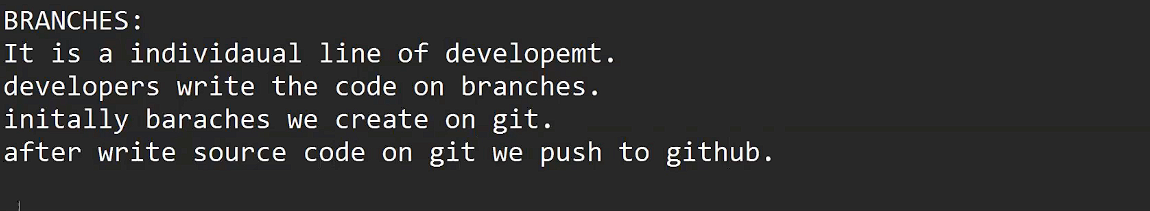 BRANCHES:
It is a individaual line of developemt.
developers write the code on branches.
initally baraches we create on git.
after write source code on git we push to github.